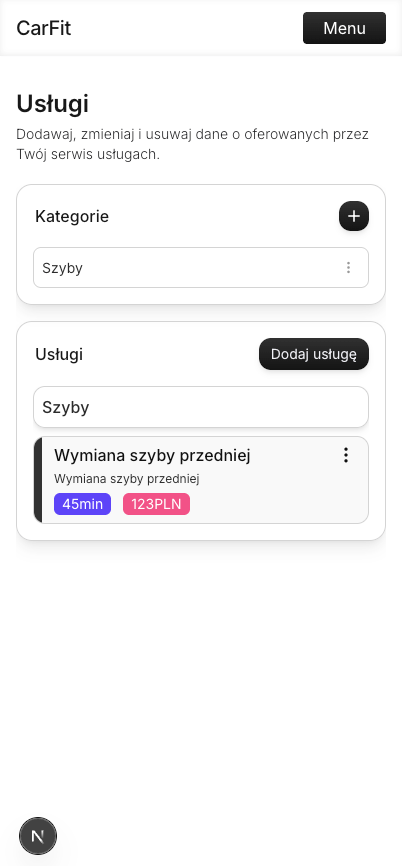 CarFit
Menu
Usługi
Dodawaj, zmieniaj i usuwaj dane o oferowanych przez
Twój serwis usługach.
Kategorie
Szyby
Usługi
Dodaj usługę
Szyby
Wymiana szyby przedniej
Wymiana szyby przedniej
45min
123PLN
N